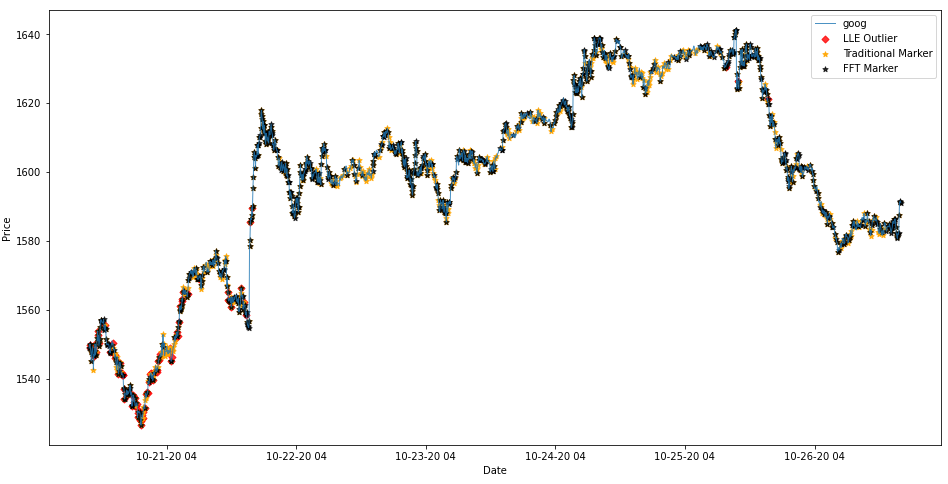 goog
LLE Outlier
Traditional Marker
FFT Marker
1640
1620
1600
1580
1560
1540
Price
10-21-20 04
10-22-20 04
10-23-20 04
10-24-20 04
10-25-20 04
10-26-20 04
Date